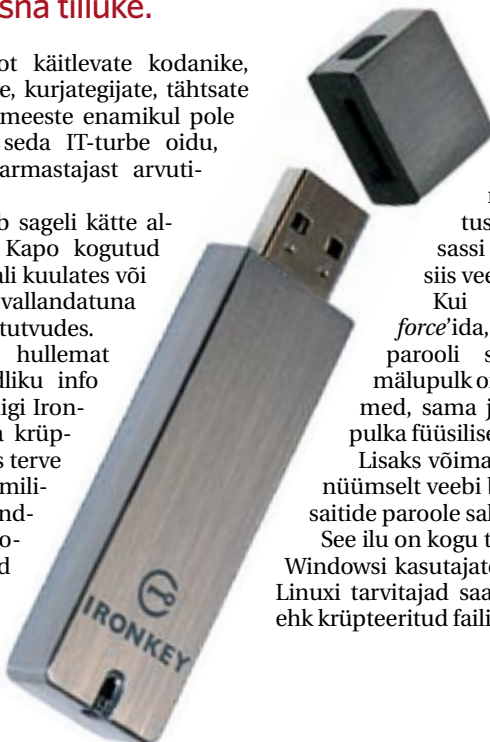 sna tilluke.
ot käitlevate kodanike,
e, kurjategijate, tähtsate
meeste enamikul pole
seda IT-turbe oidu,
armastajast arvuti-
b sageli kätte al-
Kapo kogutud
ali kuulates või
vallandatuna
tutvudes.
hullemat
lliku info
igi Iron-
krüp-
s terve
mili-
nd-
o-
d
tus
sassi
siis vee
Kui
force'ida,
parooli s
mälupulk on
med, sama j
pulka füüsilise
Lisaks võima
nüümselt veebi b
saitide paroole sal
See ilu on kogu t
Windowsi kasutajate
Linuxi tarvitajad saa
ehk krüpteeritud faili
IRONKEY